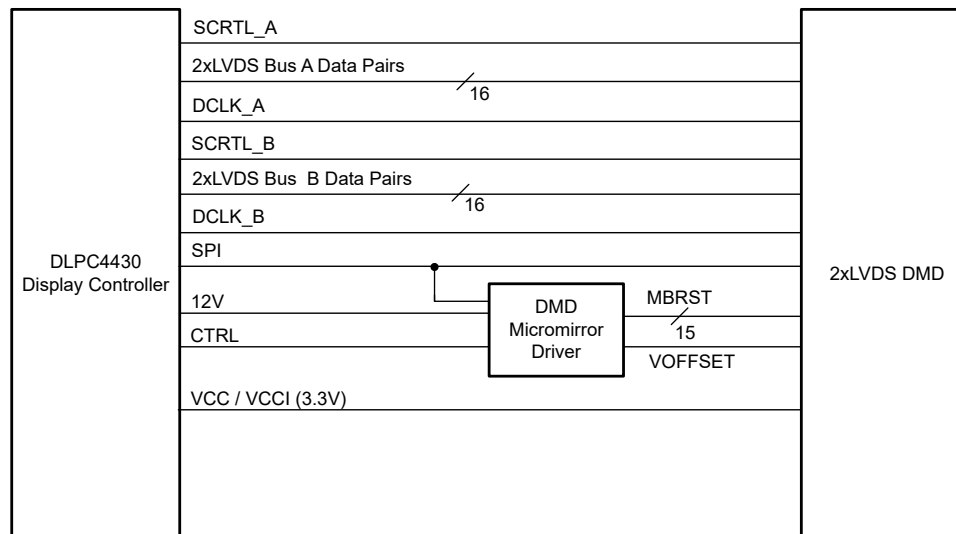 SCRTL_A
2xLVDS Bus A Data Pairs
16
DCLK_A
SCRTL_B
2xLVDS Bus B Data Pairs
16
DCLK_B
SPI
DLPC4430
Display Controller
2xLVDS DMD
12V
DMD
Micromirror
Driver
MBRST
15
CTRL
VOFFSET
VCC / VCCI (3.3V)